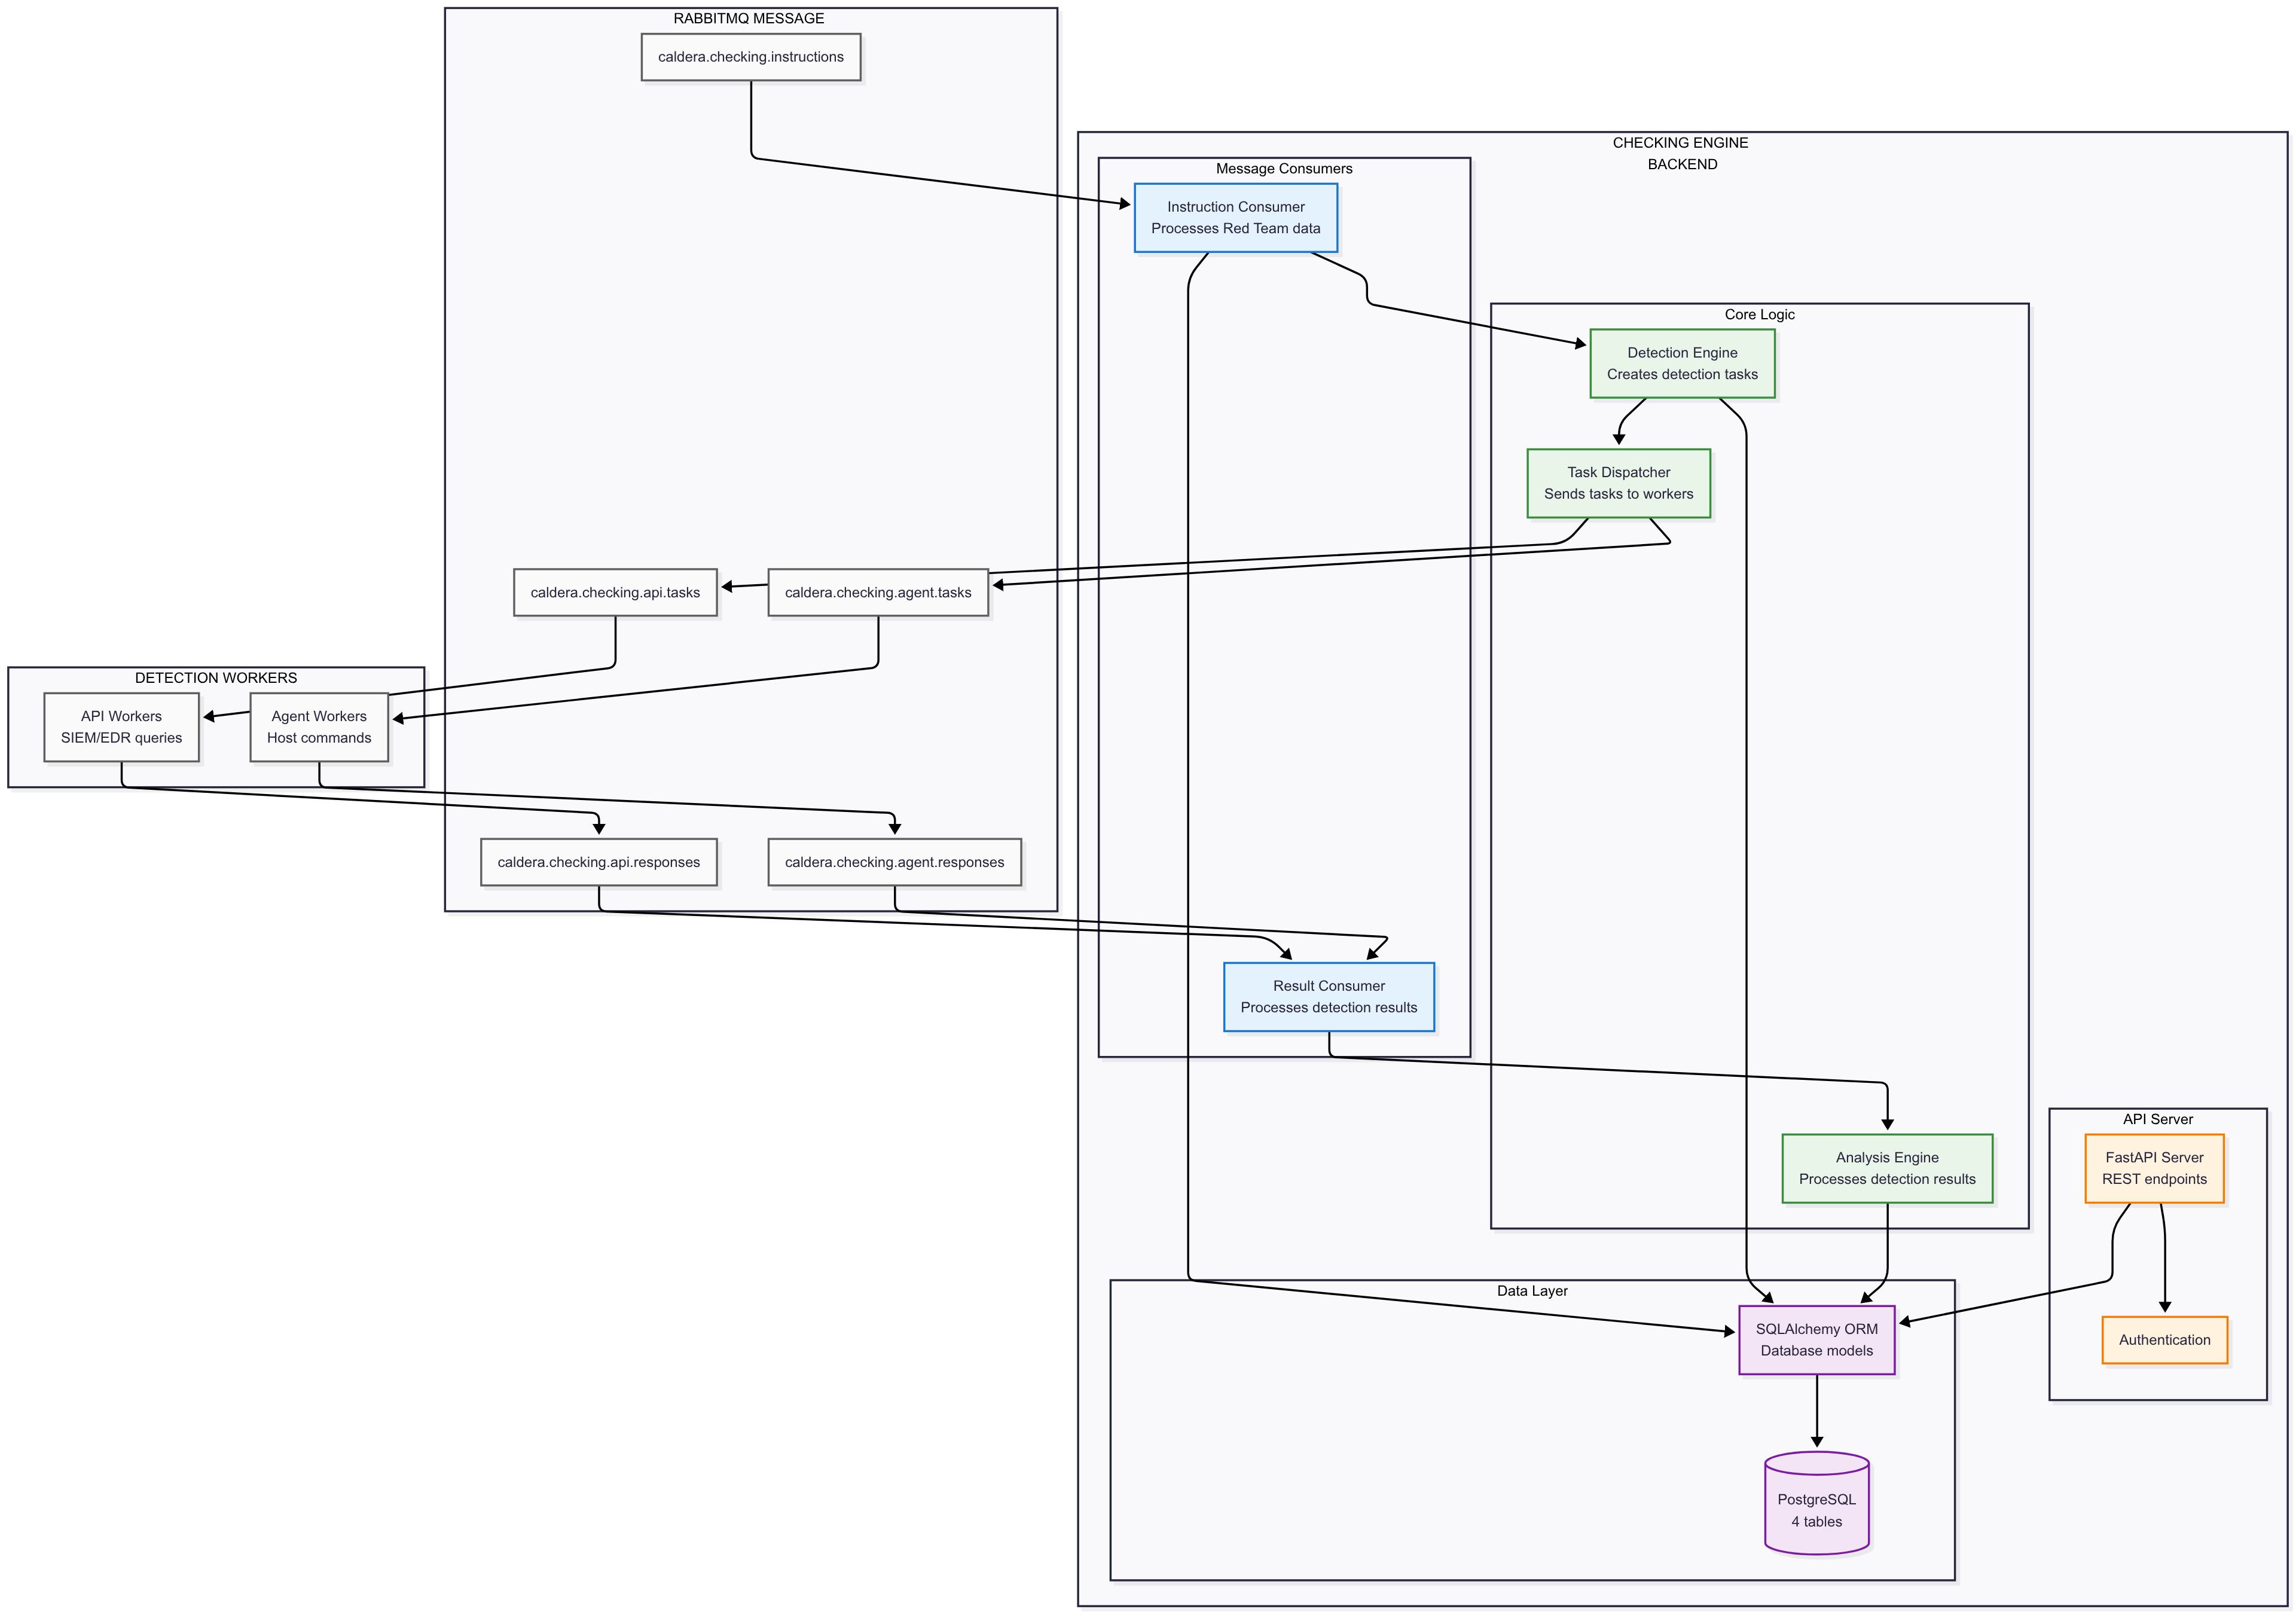 RABBITMQ MESSAGE
caldera.checking.instructions
CHECKING ENGINE
BACKEND
Message Consumers
Instruction Consumer
Processes Red Team data
Core Logic
Detection Engine
Creates detection tasks
Task Dispatcher
Sends tasks to workers
caldera.checking.api.tasks
caldera.checking.agent.tasks
DETECTION WORKERS
API Workers
SIEM/EDR queries
Agent Workers
Host commands
caldera.checking.api.responses
caldera.checking.agent.responses
Result Consumer
Processes detection results
API Server
Analysis Engine
Processes detection results
FastAPI Server
REST endpoints
Data Layer
SQLAlchemy ORM
Database models
Authentication
PostgreSQL
4 tables